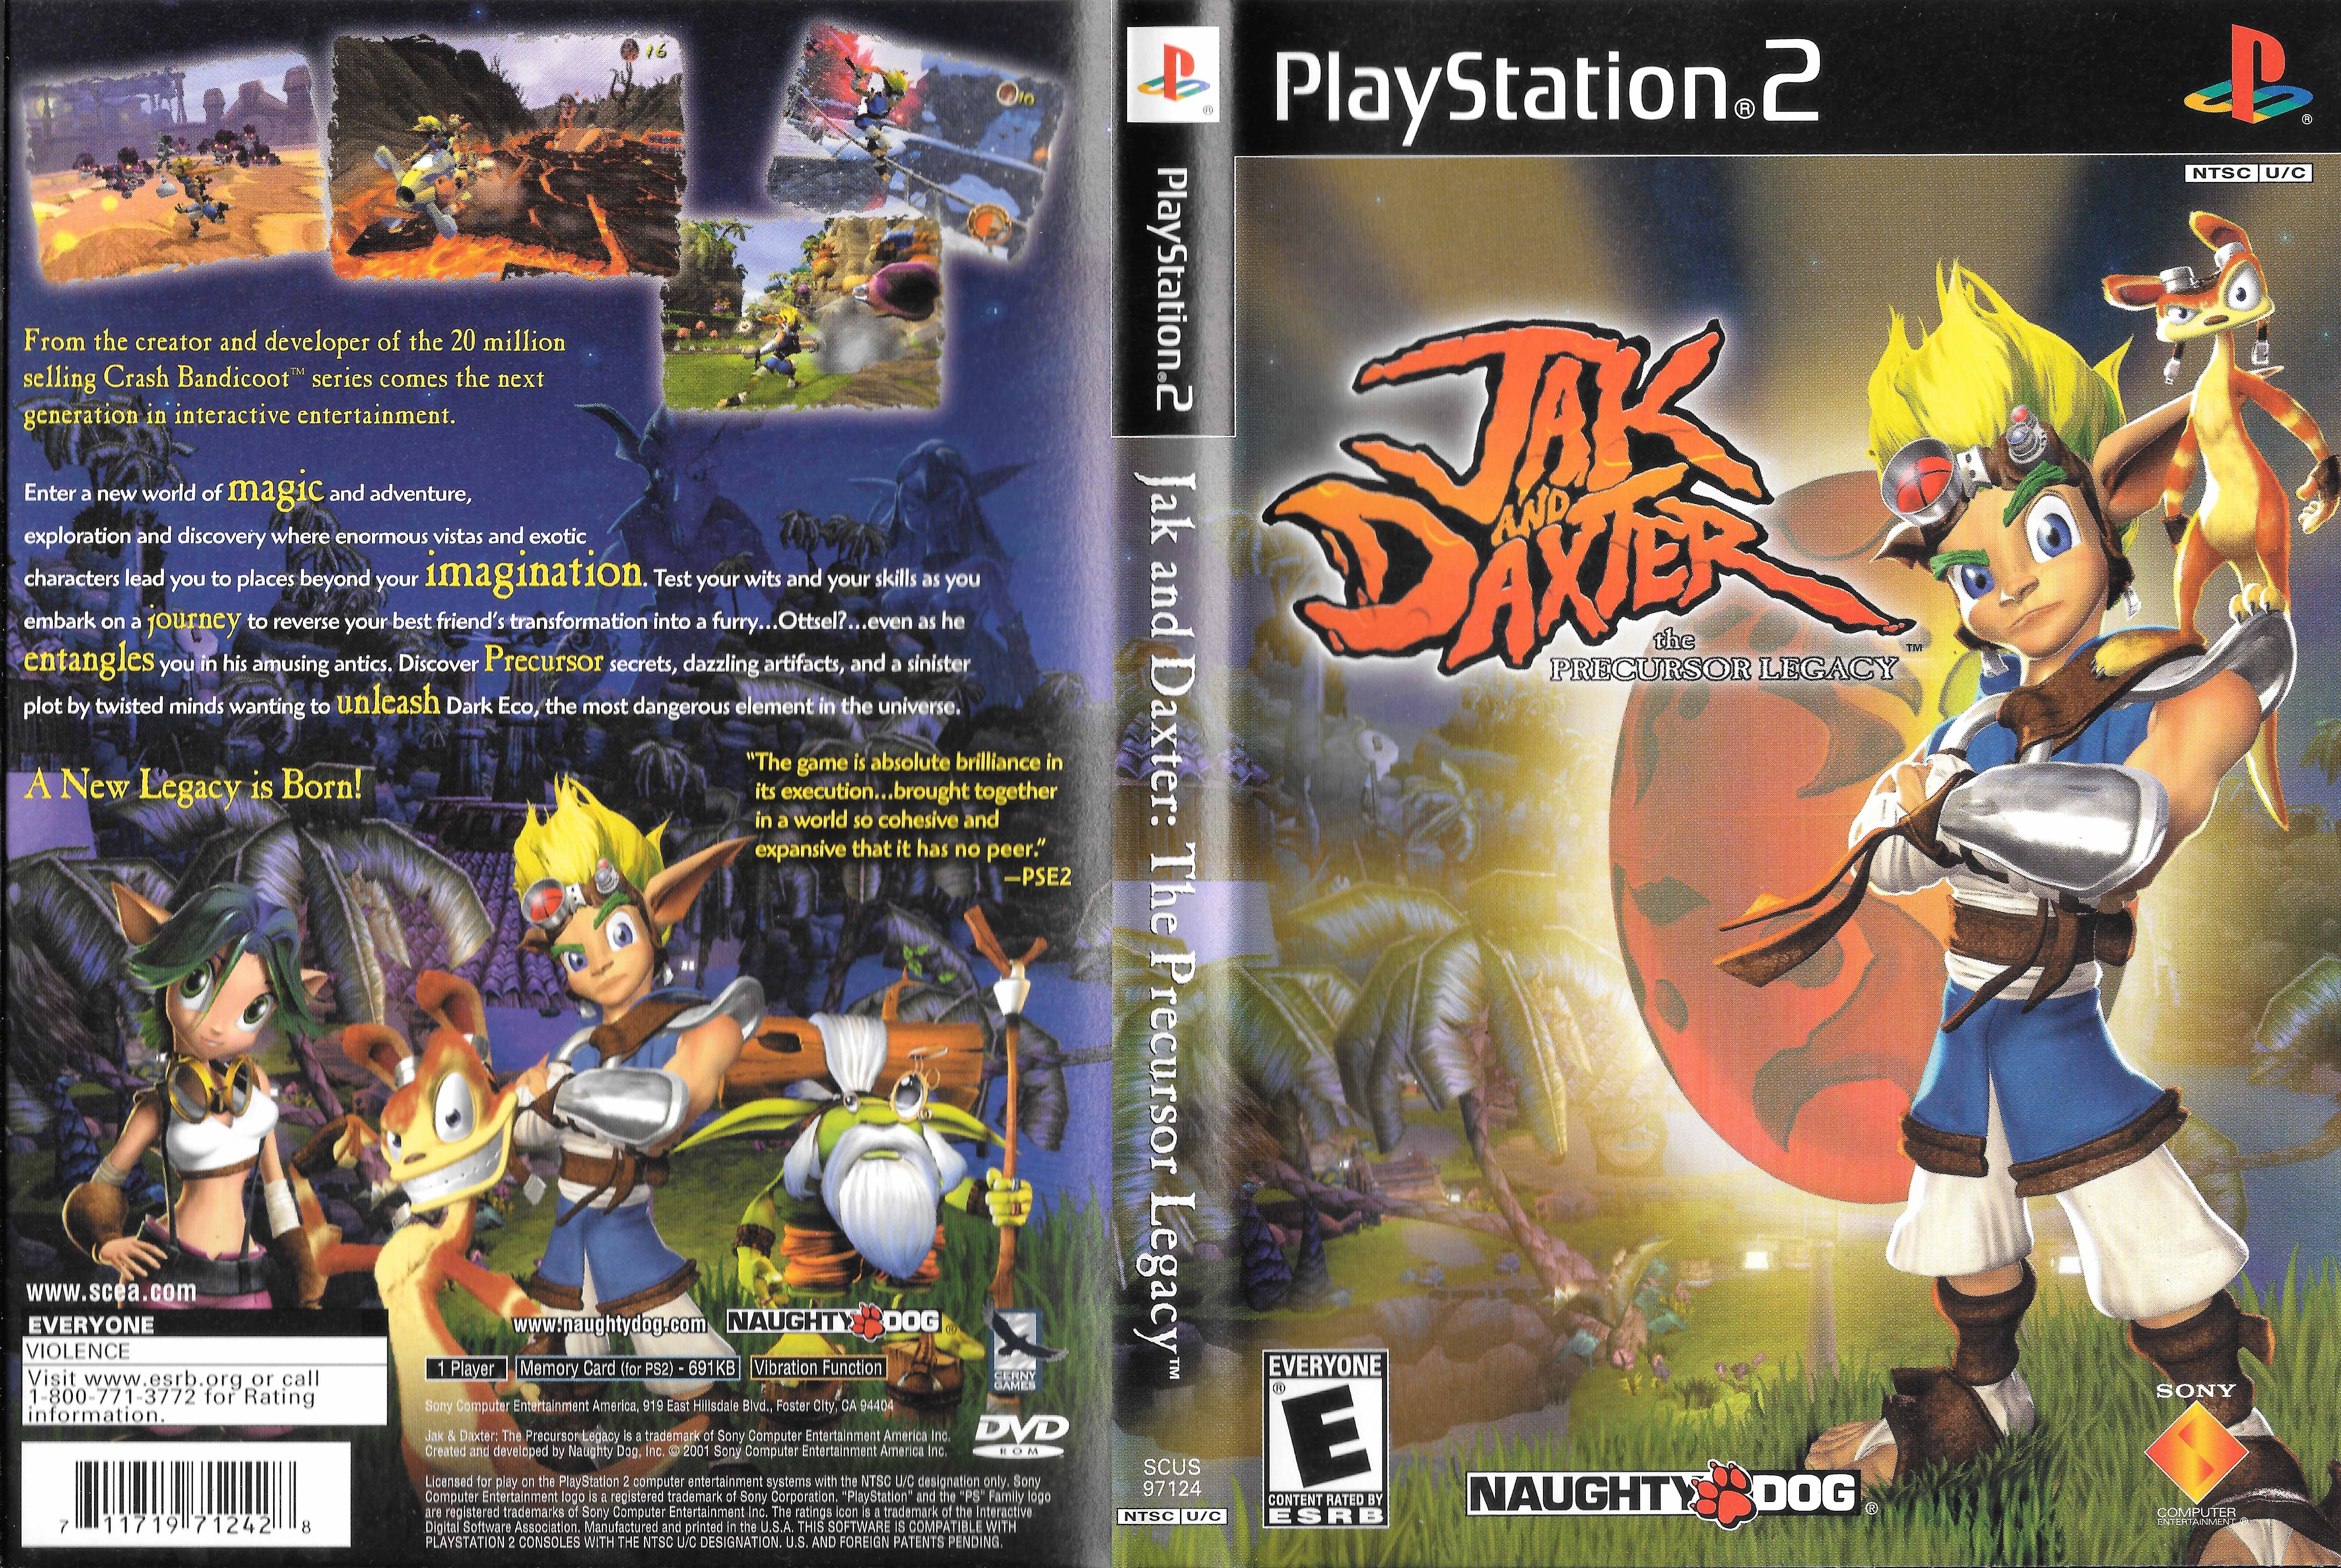 16
10
From the creator and developer of the 20 million
selling Crash Bandicoot™ series comes the next
generation in interactive entertainment.
Enter a new world of magic and adventure,
exploration and discovery where enormous vistas and exotic
characters lead you to places beyond your imagination. Test your wits and your skills as you
embark on a journey to reverse your best friend's transformation into a furry...Ottsel?...even as he
entangles you in his amusing antics. Discover Precursor secrets, dazzling artifacts, and a sinister
plot by twisted minds wanting to unleash Dark Eco, the most dangerous element in the universe.
A New Legacy is Born!
"The game is absolute brilliance in
its execution...brought together
in a world so cohesive and
expansive that it has no peer."
—PSE2
www.scea.com
EVERYONE
VIOLENCE
Visit www.esrb.org or call
1-800-771-3772 for Rating
information.
7 11719 71242 8
www.naughtydog.com NAUGHTY DOG®
CERNY
GAMES
1 Player Memory Card (for PS2) - 691KB Vibration Function
Sony Computer Entertainment America, 919 East Hillsdale Blvd., Foster City, CA 94404
Jak & Daxter: The Precursor Legacy is a trademark of Sony Computer Entertainment America Inc.
Created and developed by Naughty Dog, Inc. © 2001 Sony Computer Entertainment America Inc.
DVD
ROM
Licensed for play on the PlayStation 2 computer entertainment systems with the NTSC U/C designation only. Sony
Computer Entertainment logo is a registered trademark of Sony Corporation. "PlayStation" and the "PS" Family logo
are registered trademarks of Sony Computer Entertainment Inc. The ratings icon is a trademark of the Interactive
Digital Software Association. Manufactured and printed in the U.S.A. THIS SOFTWARE IS COMPATIBLE WITH
PLAYSTATION 2 CONSOLES WITH THE NTSC U/C DESIGNATION. U.S. AND FOREIGN PATENTS PENDING.
®
PlayStation®2
Jak and Daxter: The Precursor Legacy™
SCUS
97124
NTSC U/C
PlayStation®2
®
NTSC U/C
JAK
AND
DAXTER™
the
PRECURSOR LEGACY
EVERYONE
®
E
CONTENT RATED BY
ESRB
NAUGHTY DOG®
SONY
COMPUTER
ENTERTAINMENT®